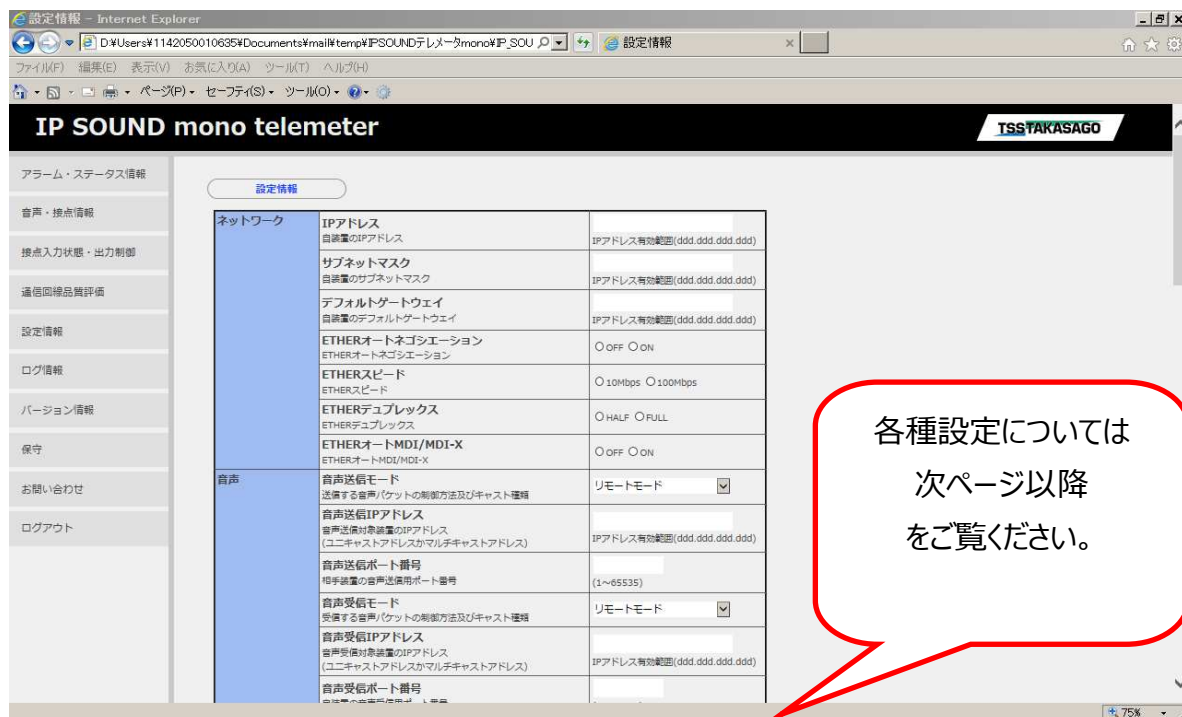 設定情報 - Internet Explorer
D:¥Users¥1142050010635¥Documents¥mail¥temp¥IPSOUNDテレメータmono¥IP_SOU
設定情報
ファイル(F) 編集(E) 表示(V) お気に入り(A) ツール(T) ヘルプ(H)
ページ(P) セーフティ(S) ツール(O)
IP SOUND mono telemeter
TSSTAKASAGO
アラーム・ステータス情報
音声・接点情報
接点入力状態・出力制御
通信回線品質評価
設定情報
ログ情報
バージョン情報
保守
お問い合わせ
ログアウト
設定情報
ネットワーク
IPアドレス
自装置のIPアドレス
IPアドレス有効範囲(ddd.ddd.ddd.ddd)
サブネットマスク
自装置のサブネットマスク
IPアドレス有効範囲(ddd.ddd.ddd.ddd)
デフォルトゲートウェイ
自装置のデフォルトゲートウェイ
IPアドレス有効範囲(ddd.ddd.ddd.ddd)
ETHERオートネゴシエーション
ETHERオートネゴシエーション
OFF ON
ETHERスピード
ETHERスピード
10Mbps 100Mbps
ETHERデュプレックス
ETHERデュプレックス
HALF FULL
ETHERオートMDI/MDI-X
ETHERオートMDI/MDI-X
OFF ON
音声
音声送信モード
送信する音声パケットの制御方法及びキャスト種類
リモートモード
音声送信IPアドレス
音声送信対象装置のIPアドレス
(ユニキャストアドレスかマルチキャストアドレス)
IPアドレス有効範囲(ddd.ddd.ddd.ddd)
音声送信ポート番号
相手装置の音声送信用ポート番号
(1～65535)
音声受信モード
受信する音声パケットの制御方法及びキャスト種類
リモートモード
音声受信IPアドレス
音声受信対象装置のIPアドレス
(ユニキャストアドレスかマルチキャストアドレス)
IPアドレス有効範囲(ddd.ddd.ddd.ddd)
音声受信ポート番号
各種設定については
次ページ以降
をご覧ください。
75%